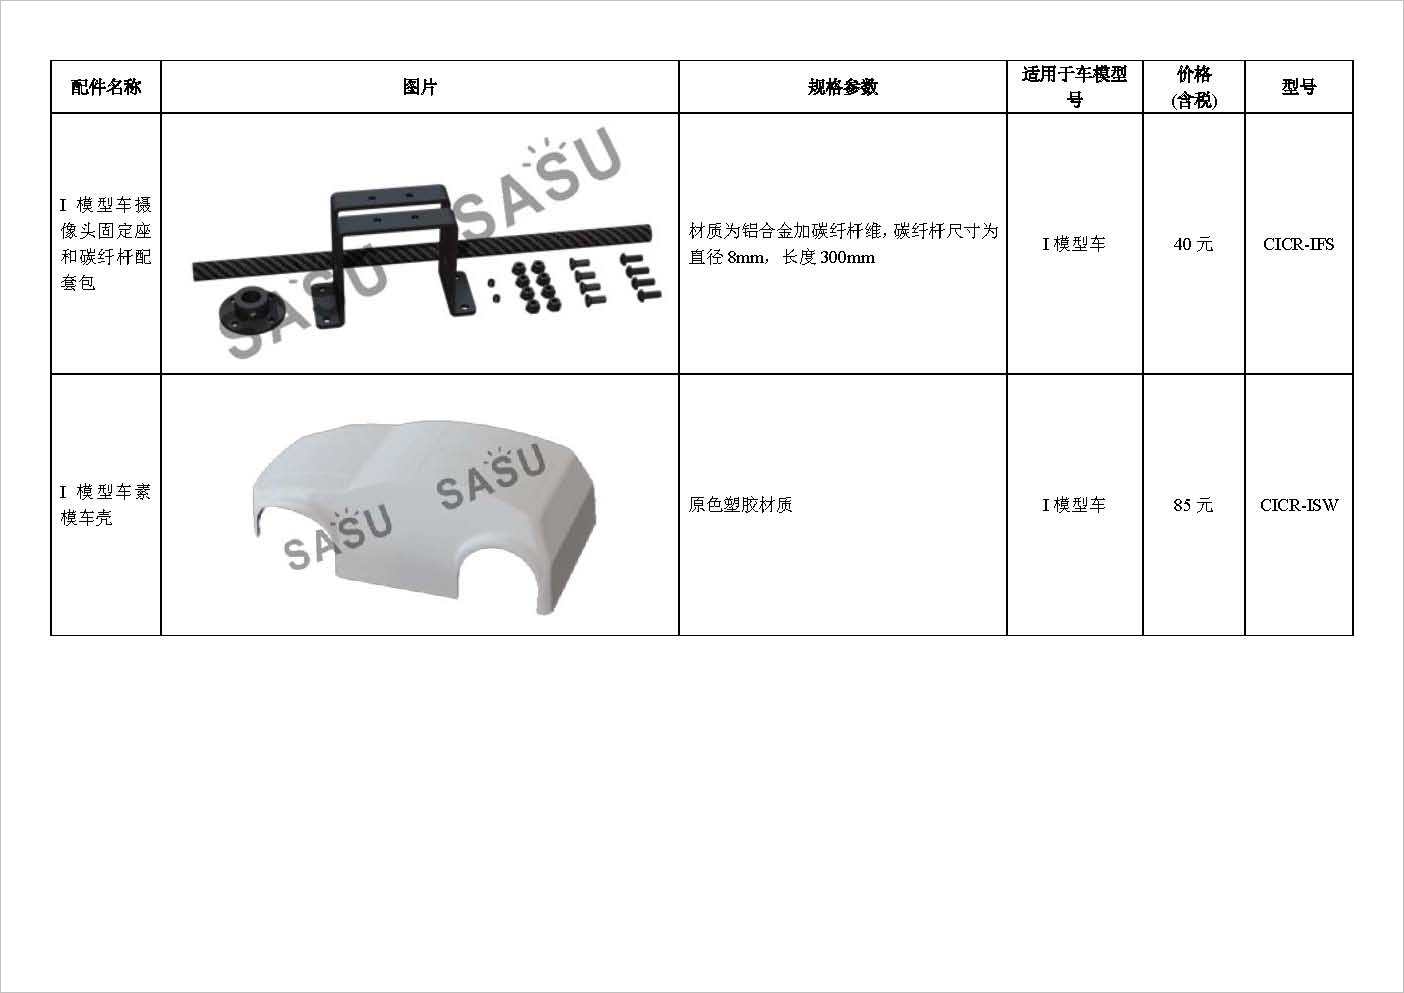 配件名称
图片
规格参数
适用于车模型
号
价格
(含税)
型号
I 模型车摄
像头固定座
和碳纤杆配
套包
SASU
SASU
材质为铝合金加碳纤杆维，碳纤杆尺寸为
直径 8mm，长度 300mm
I 模型车
40 元
CICR-IFS
I 模型车素
模车壳
SASU
SASU
原色塑胶材质
I 模型车
85 元
CICR-ISW